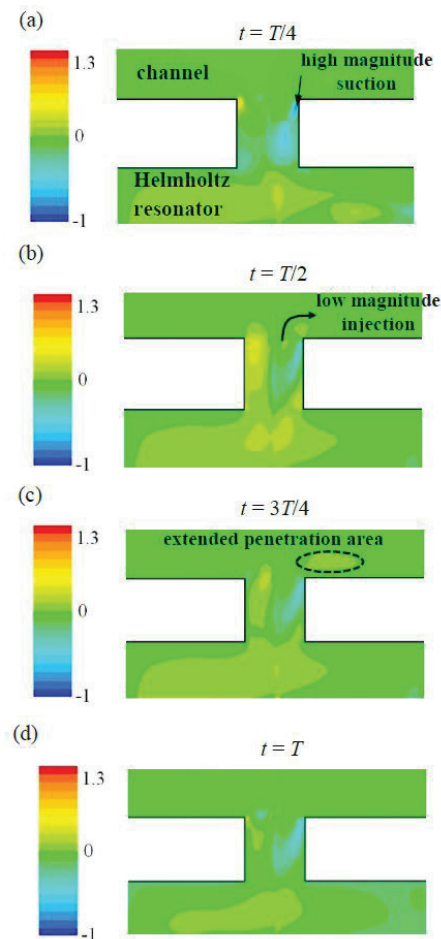 (a)
t = T/4
1.3
0
-1
channel
high magnitude
suction
Helmholtz
resonator
(b)
t = T/2
1.3
0
-1
low magnitude
injection
(c)
t = 3T/4
1.3
0
-1
extended penetration area
(d)
t = T
1.3
0
-1